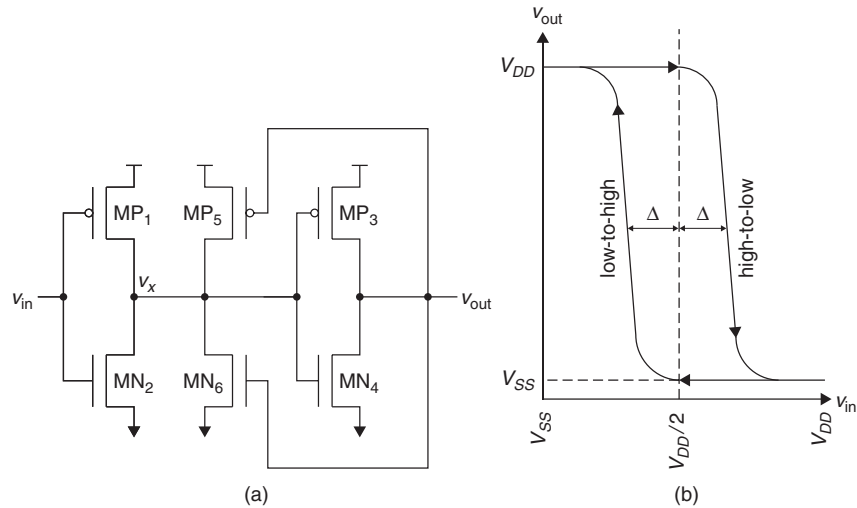 MP1
MP5
MP3
vx
vin
vout
MN2
MN6
MN4
(a)
vout
VDD
low-to-high
Δ
Δ
high-to-low
VSS
vin
VSS
VDD/2
VDD
(b)